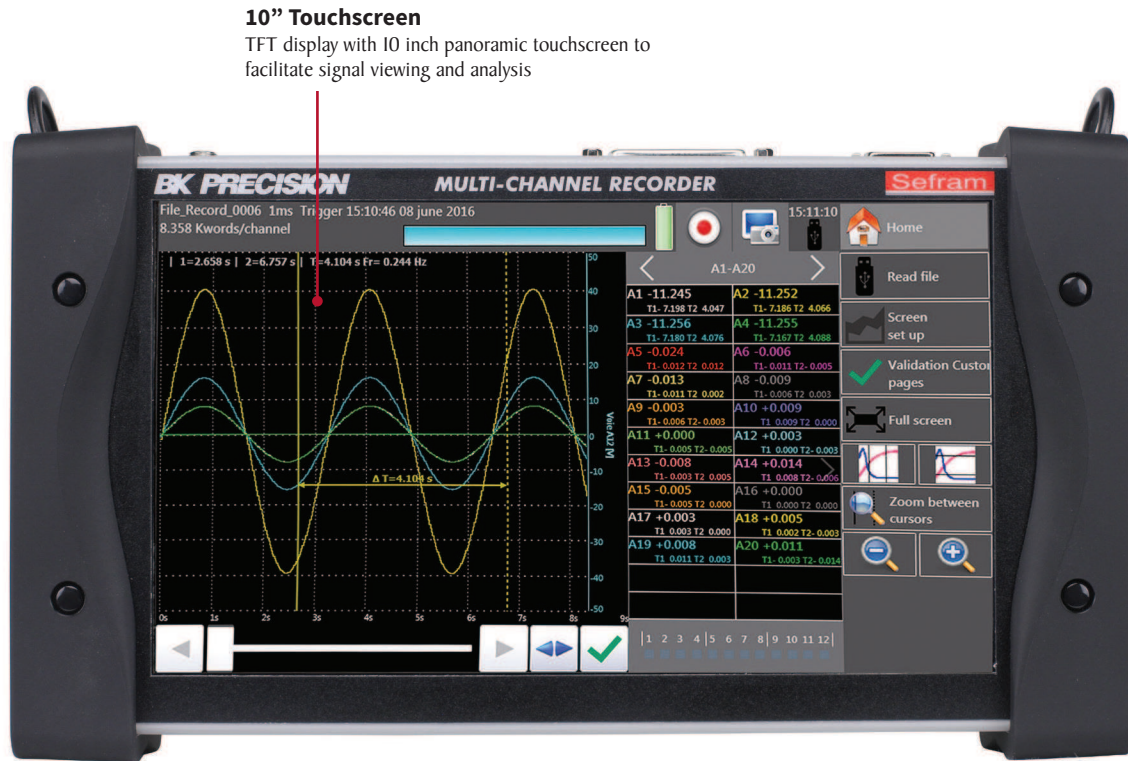 10” Touchscreen
TFT display with 10 inch panoramic touchscreen to
facilitate signal viewing and analysis
BK PRECISION MULTI-CHANNEL RECORDER Sefram
File_Record_0006 1ms Trigger 15:10:46 08 june 2016
8.358 Kwords/channel
15:11:10
Home
| 1=2.658 s | 2=6.757 s | T=4.104 s Fr= 0.244 Hz
50
40
30
20
10
0
-10
-20
-30
-40
-50
Voie A12 M
Δ T=4.104 s
0s 1s 2s 3s 4s 5s 6s 7s 8s 9s
A1-A20
A1 -11.245 A2 -11.252
T1- 7.198 T2 4.047 T1- 7.186 T2 4.066
A3 -11.256 A4 -11.255
T1- 7.180 T2 4.076 T1- 7.167 T2 4.088
A5 -0.024 A6 -0.006
T1- 0.012 T2 0.012 T1- 0.011 T2- 0.005
A7 -0.013 A8 -0.009
T1- 0.011 T2 0.002 T1- 0.006 T2 0.003
A9 -0.003 A10 +0.009
T1- 0.006 T2- 0.003 T1 0.009 T2 0.000
A11 +0.000 A12 +0.003
T1- 0.005 T2- 0.005 T1 0.000 T2- 0.003
A13 -0.008 A14 +0.014
T1- 0.003 T2 0.005 T1 0.008 T2- 0.006
A15 -0.005 A16 +0.000
T1- 0.005 T2 0.000 T1 0.000 T2 0.000
A17 +0.003 A18 +0.005
T1 0.003 T2 0.000 T1 0.002 T2- 0.003
A19 +0.008 A20 +0.011
T1 0.011 T2 0.003 T1- 0.003 T2- 0.014
|1 2 3 4|5 6 7 8|9 10 11 12|
Read file
Screen
set up
Validation Custor
pages
Full screen
Zoom between
cursors